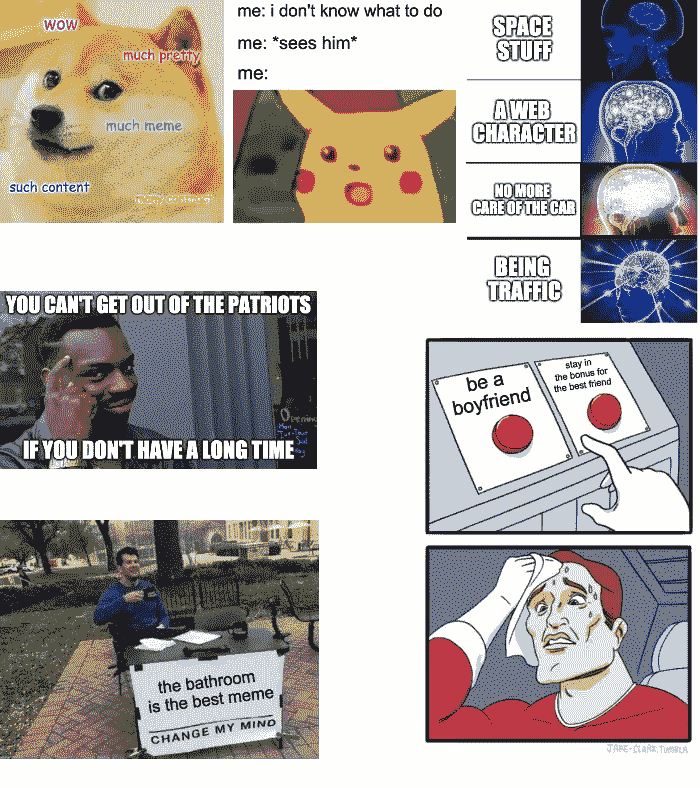 wow
much pretty
much meme
such content
me: i don't know what to do
me: *sees him*
me:
SPACE
STUFF
A WEB
CHARACTER
NO MORE
CARE OF THE CAR
BEING
TRAFFIC
YOU CAN'T GET OUT OF THE PATRIOTS
IF YOU DON'T HAVE A LONG TIME
be a
boyfriend
stay in
the bonus for
the best friend
JAKE-CLARK.TUMBLR
the bathroom
is the best meme
CHANGE MY MIND